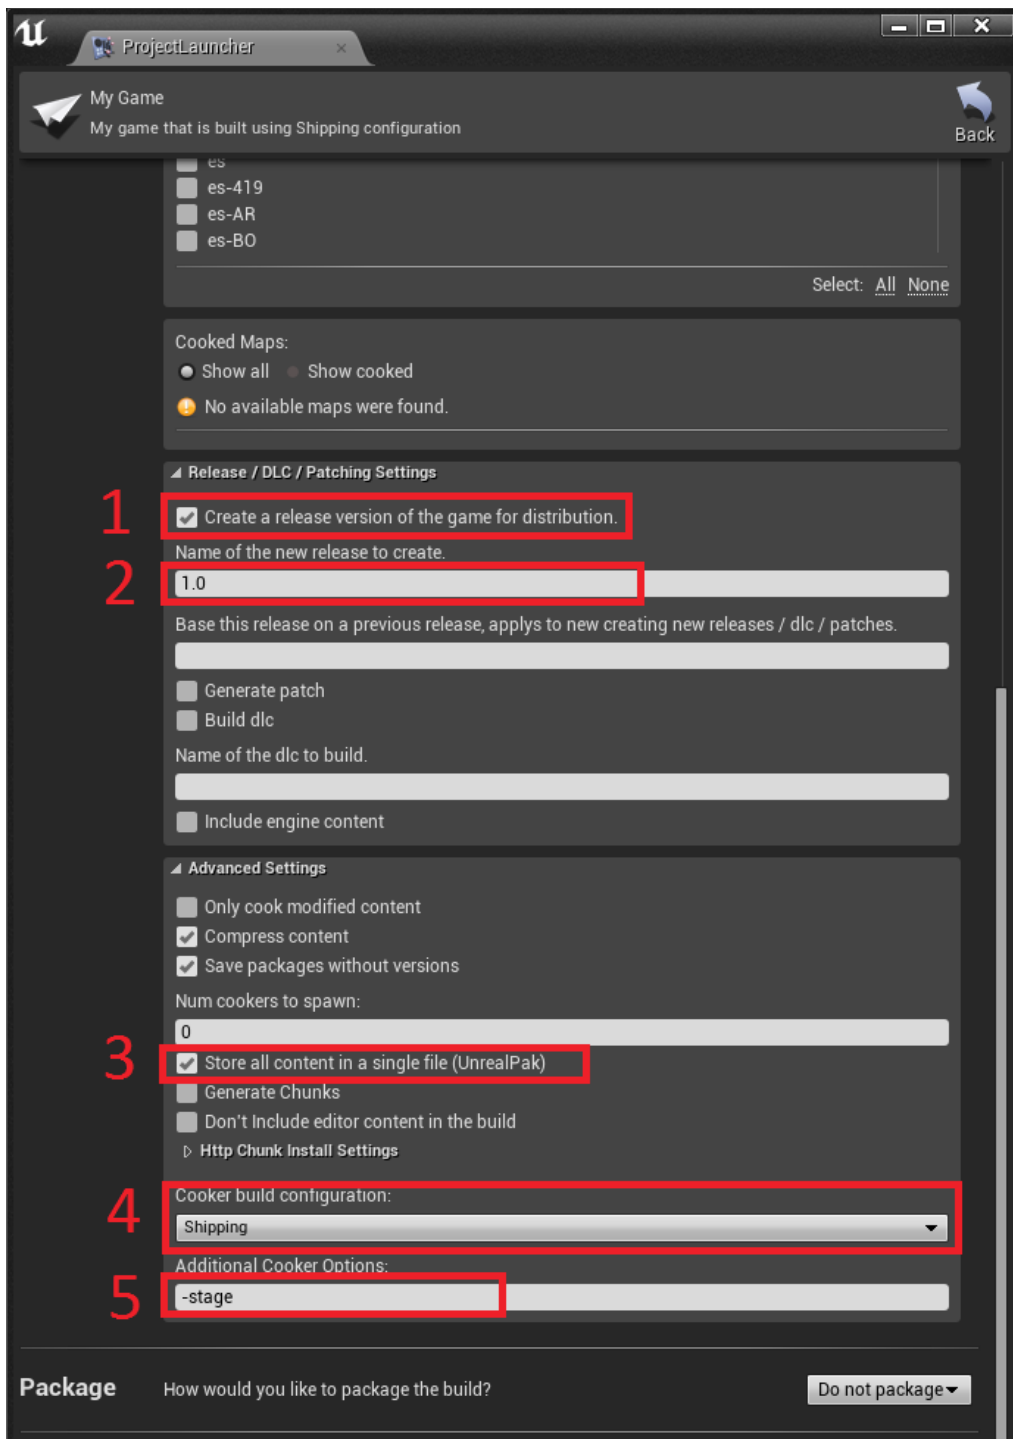 ProjectLauncher
My Game
My game that is built using Shipping configuration
Back
es
es-419
es-AR
es-BO
Select: All None
Cooked Maps:
Show all Show cooked
No available maps were found.
Release / DLC / Patching Settings
1 Create a release version of the game for distribution.
Name of the new release to create.
2 1.0
Base this release on a previous release, applys to new creating new releases / dlc / patches.
Generate patch
Build dlc
Name of the dlc to build.
Include engine content
Advanced Settings
Only cook modified content
Compress content
Save packages without versions
Num cookers to spawn:
0
3 Store all content in a single file (UnrealPak)
Generate Chunks
Don't Include editor content in the build
Http Chunk Install Settings
Cooker build configuration:
4 Shipping
Additional Cooker Options:
5 -stage
Package How would you like to package the build? Do not package